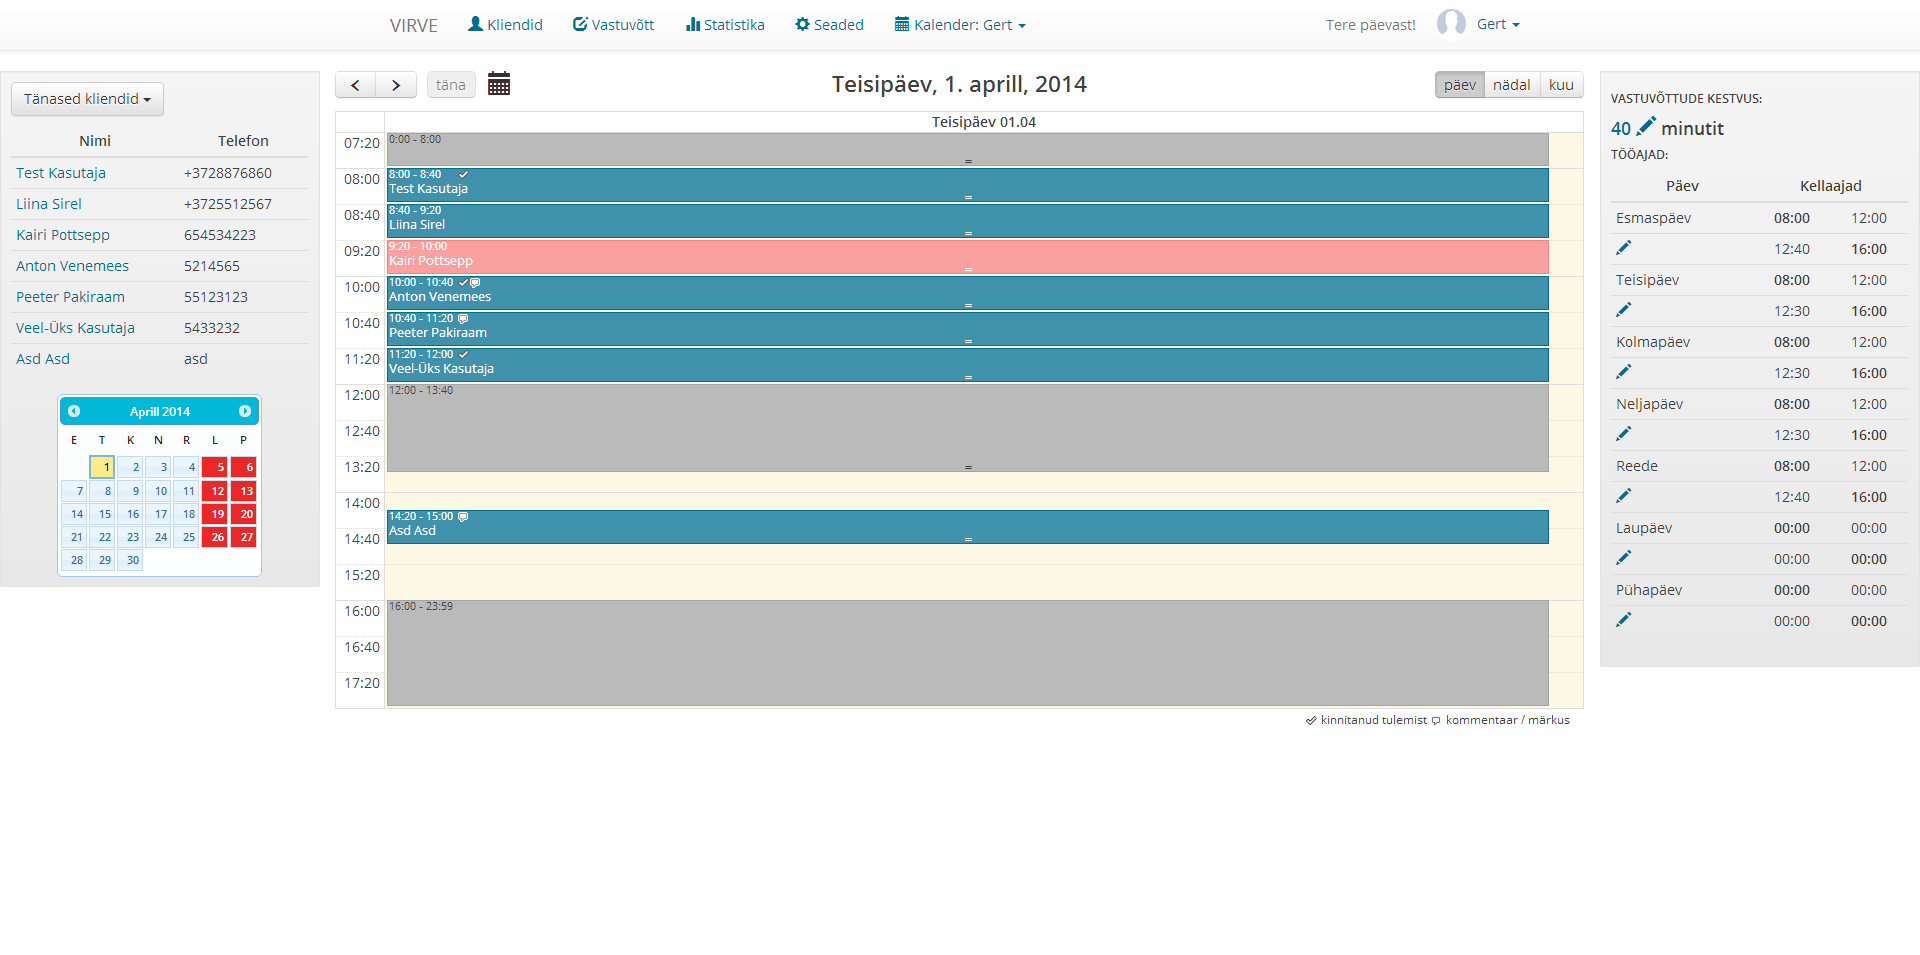 VIRVE Kliendid Vastuvõtt Statistika Seaded Kalender: Gert Tere päevast! Gert
Tänased kliendid
Nimi Telefon
Test Kasutaja +3728876860
Liina Sirel +3725512567
Kairi Pottsepp 654534223
Anton Venemees 5214565
Peeter Pakiraam 55123123
Veel-Üks Kasutaja 5433232
Asd Asd asd
Aprill 2014
E T K N R L P
1 2 3 4 5 6
7 8 9 10 11 12 13
14 15 16 17 18 19 20
21 22 23 24 25 26 27
28 29 30
täna
Teisipäev, 1. aprill, 2014
päev nädal kuu
Teisipäev 01.04
07:20
0:00 - 8:00
08:00
8:00 - 8:40
Test Kasutaja
08:40
8:40 - 9:20
Liina Sirel
09:20
9:20 - 10:00
Kairi Pottsepp
10:00
10:00 - 10:40
Anton Venemees
10:40
10:40 - 11:20
Peeter Pakiraam
11:20
11:20 - 12:00
Veel-Üks Kasutaja
12:00
12:00 - 13:40
12:40
13:20
14:00
14:20 - 15:00
Asd Asd
14:40
15:20
16:00
16:00 - 23:59
16:40
17:20
kinnitanud tulemist kommentaar / märkus
VASTUVÕTTUDE KESTVUS:
40 minutit
TÖÖAJAD:
Päev Kellaajad
Esmaspäev 08:00 12:00
12:40 16:00
Teisipäev 08:00 12:00
12:30 16:00
Kolmapäev 08:00 12:00
12:30 16:00
Neljapäev 08:00 12:00
12:30 16:00
Reede 08:00 12:00
12:40 16:00
Laupäev 00:00 00:00
00:00 00:00
Pühapäev 00:00 00:00
00:00 00:00